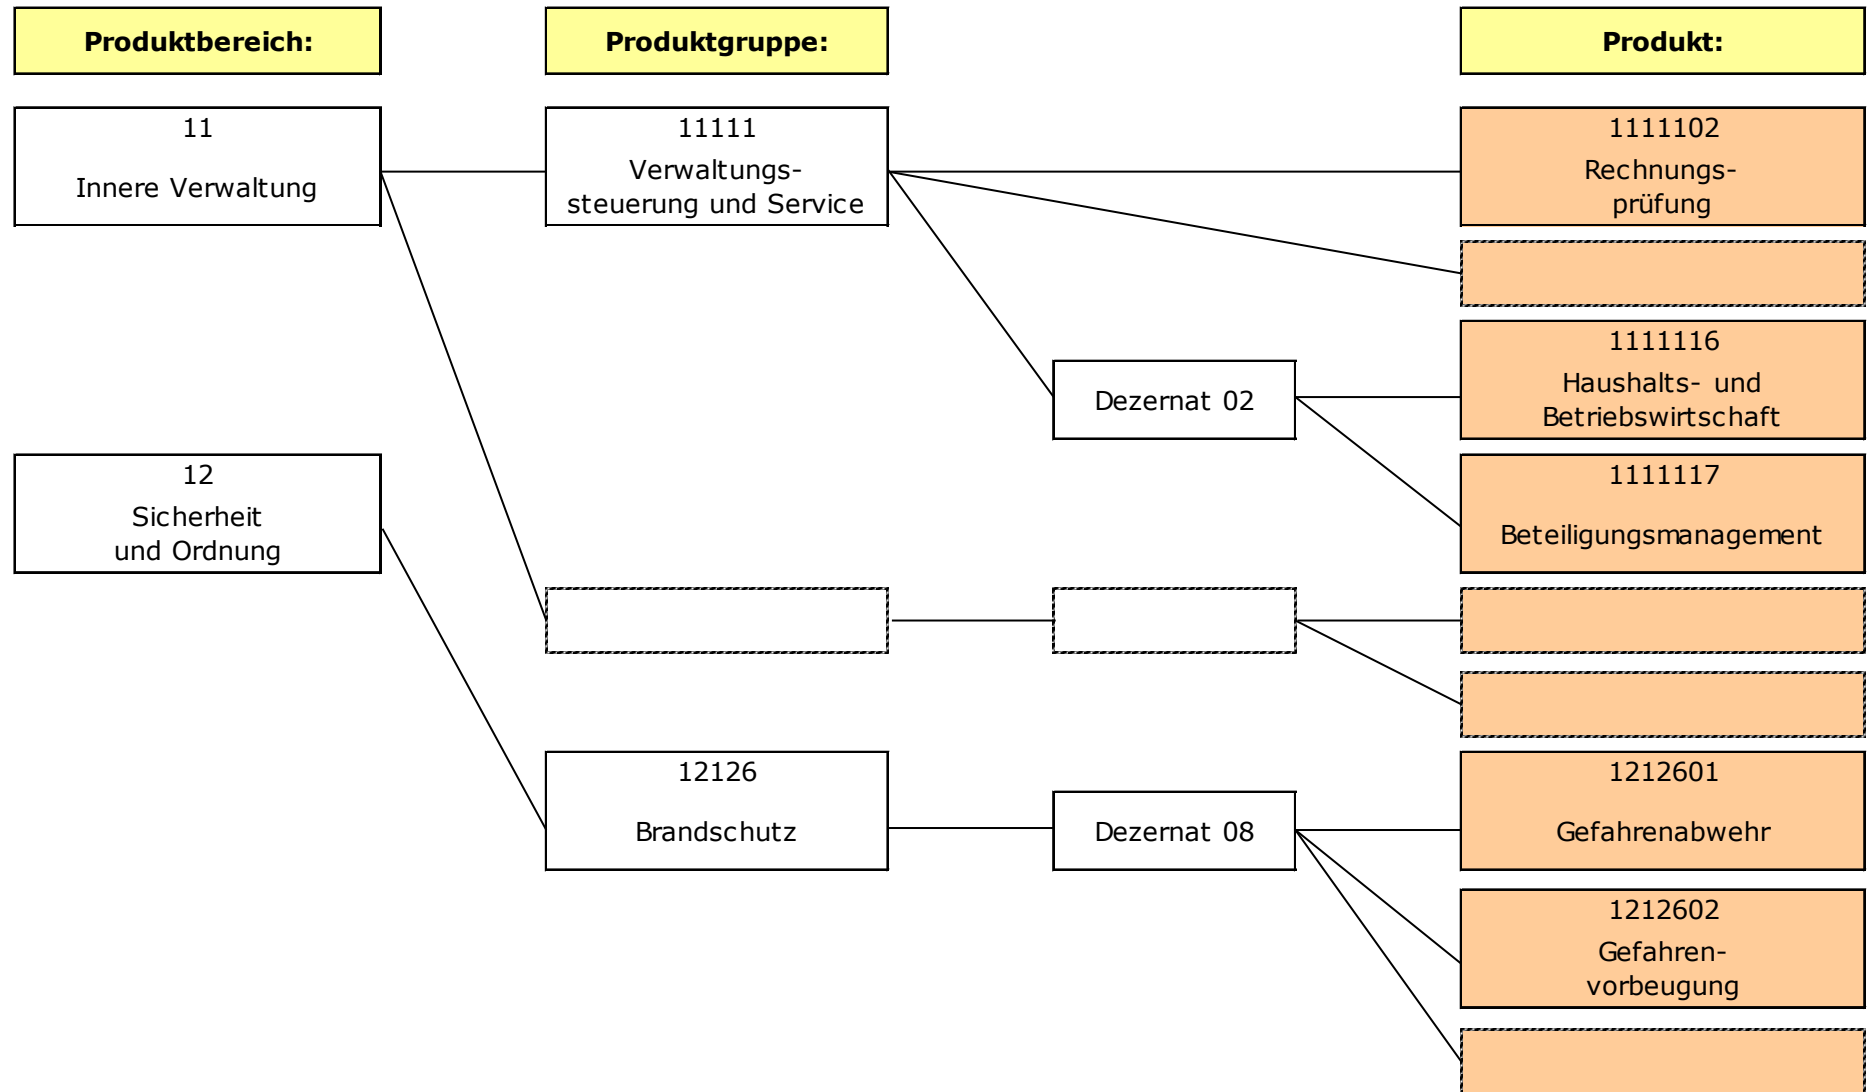 Produktbereich:
Produktgruppe:
Produkt:
11
Innere Verwaltung
11111
Verwaltungs-
steuerung und Service
1111102
Rechnungs-
prüfung
1111116
Haushalts- und
Betriebswirtschaft
Dezernat 02
12
Sicherheit
und Ordnung
1111117
Beteiligungsmanagement
12126
Brandschutz
Dezernat 08
1212601
Gefahrenabwehr
1212602
Gefahren-
vorbeugung